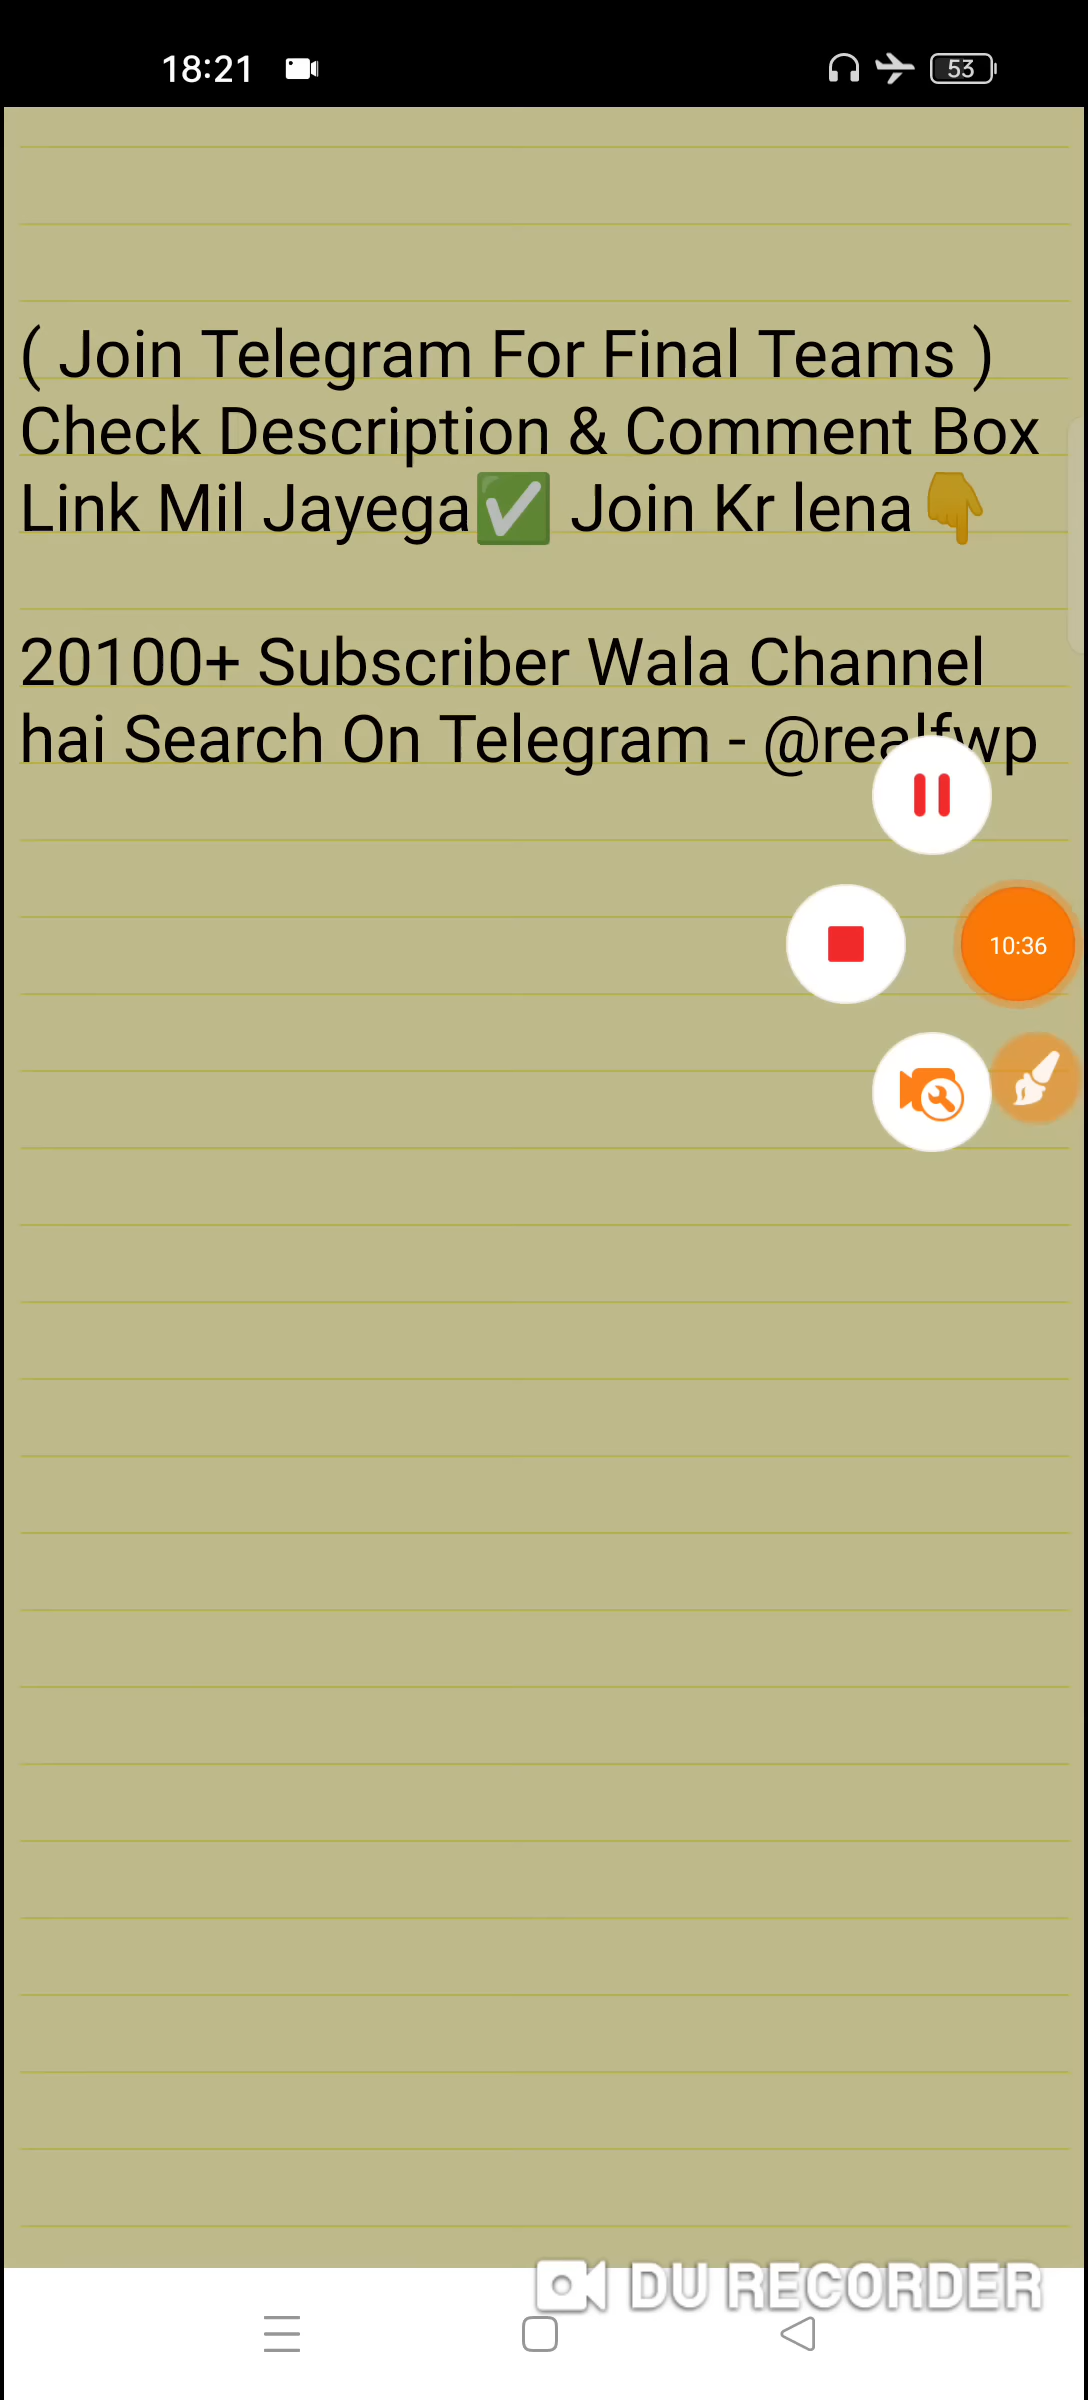 18:21
53
( Join Telegram For Final Teams )
Check Description & Comment Box
Link Mil Jayega✅ Join Kr lena👇
20100+ Subscriber Wala Channel
hai Search On Telegram - @realfwp
10:36
DU RECORDER